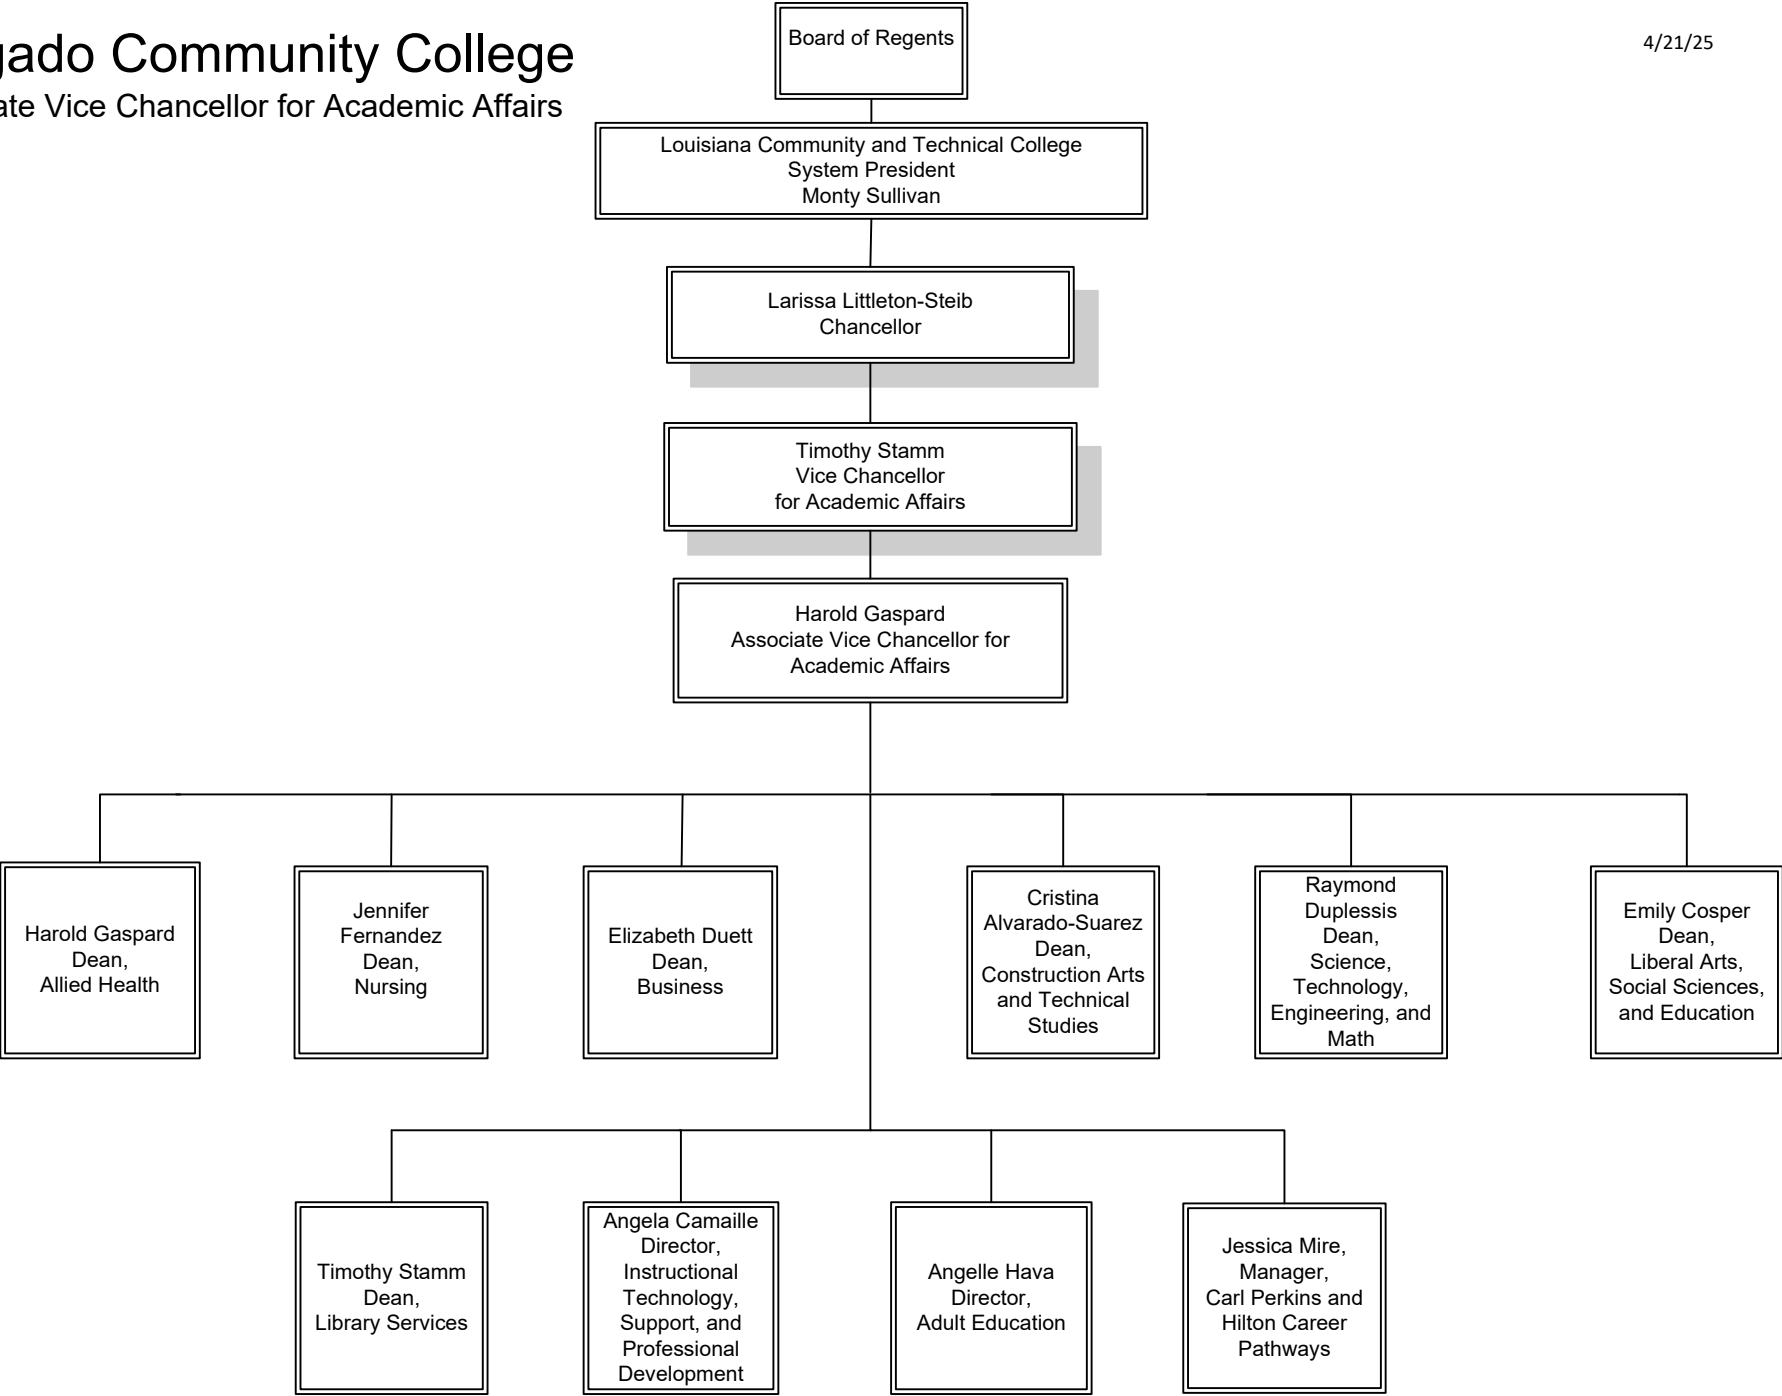 Community College
Vice Chancellor for Academic Affairs
4/21/25
Board of Regents
Louisiana Community and Technical College
System President
Monty Sullivan
Larissa Littleton-Steib
Chancellor
Timothy Stamm
Vice Chancellor
for Academic Affairs
Harold Gaspard
Associate Vice Chancellor for
Academic Affairs
Harold Gaspard
Dean,
Allied Health
Jennifer
Fernandez
Dean,
Nursing
Elizabeth Duett
Dean,
Business
Cristina
Alvarado-Suarez
Dean,
Construction Arts
and Technical
Studies
Raymond
Duplessis
Dean,
Science,
Technology,
Engineering, and
Math
Emily Cosper
Dean,
Liberal Arts,
Social Sciences,
and Education
Timothy Stamm
Dean,
Library Services
Angela Camaille
Director,
Instructional
Technology,
Support, and
Professional
Development
Angelle Hava
Director,
Adult Education
Jessica Mire,
Manager,
Carl Perkins and
Hilton Career
Pathways